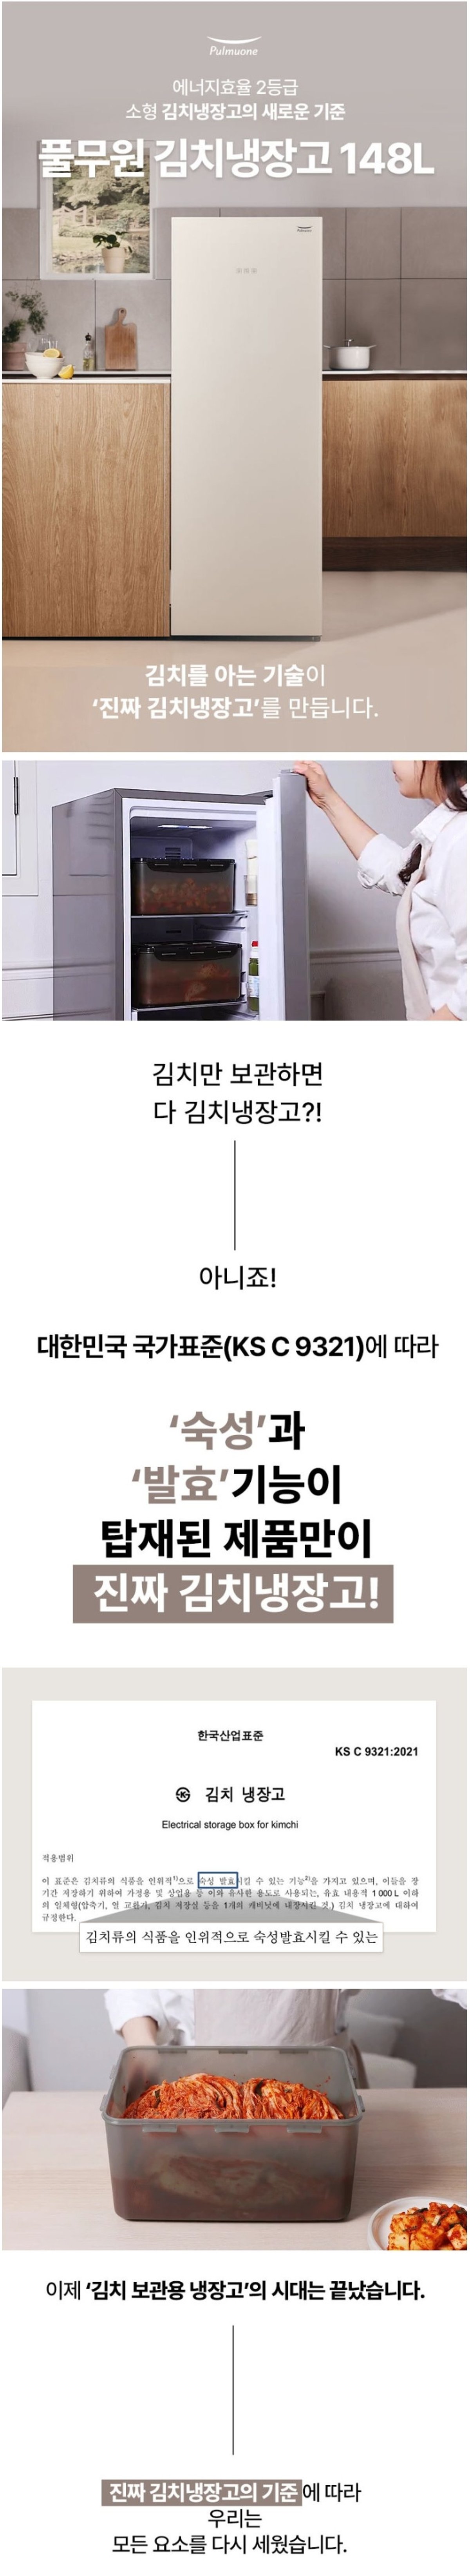 Pulmuone
에너지효율 2등급
소형 김치냉장고의 새로운 기준
풀무원 김치냉장고 148L
Pulmuone
김치를 아는 기술이
‘진짜 김치냉장고’를 만듭니다.
김치만 보관하면
다 김치냉장고?!
아니죠!
대한민국 국가표준(KS C 9321)에 따라
‘숙성’과
‘발효’기능이
탑재된 제품만이
진짜 김치냉장고!
한국산업표준
KS C 9321:2021
김치 냉장고
Electrical storage box for kimchi
적용범위
이 표준은 김치류의 식품을 인위적1)으로 숙성 발효시킬 수 있는 기능2)을 가지고 있으며, 이들을 장
기간 저장하기 위하여 가정용 및 상업용 등 이와 유사한 용도로 사용되는, 유효 내용적 1 000 L 이하
의 일체형(압축기, 열 교환기, 김치 저장실 등을 1개의 캐비닛에 내장시킨 것.) 김치 냉장고에 대하여
규정한다.
김치류의 식품을 인위적으로 숙성발효시킬 수 있는
이제 ‘김치 보관용 냉장고’의 시대는 끝났습니다.
진짜 김치냉장고의 기준에 따라
우리는
모든 요소를 다시 세웠습니다.